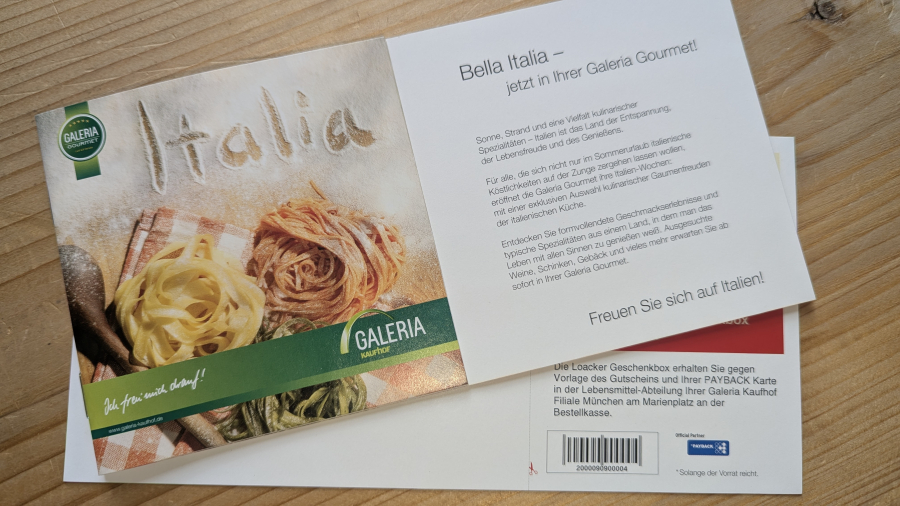 GALERIA
GOURMET
Italia
GALERIA
KAUFHOF
Ich freu mich drauf!
www.galeria-kaufhof.de
Bella Italia –
jetzt in Ihrer Galeria Gourmet!
Sonne, Strand und eine Vielfalt kulinarischer
Spezialitäten – Italien ist das Land der Entspannung,
der Lebensfreude und des Genießens.
Für alle, die sich nicht nur im Sommerurlaub italienische
Köstlichkeiten auf der Zunge zergehen lassen wollen,
eröffnet die Galeria Gourmet ihre Italien-Wochen:
mit einer exklusiven Auswahl kulinarischer Gaumenfreuden
der italienischen Küche.
Entdecken Sie formvollendete Geschmackserlebnisse und
typische Spezialitäten aus einem Land, in dem man das
Leben mit allen Sinnen zu genießen weiß. Ausgesuchte
Weine, Schinken, Gebäck und vieles mehr erwarten Sie ab
sofort in Ihrer Galeria Gourmet.
Freuen Sie sich auf Italien!
Die Loacker Geschenkbox erhalten Sie gegen
Vorlage des Gutscheins und Ihrer PAYBACK Karte
in der Lebensmittel-Abteilung Ihrer Galeria Kaufhof
Filiale München am Marienplatz an der
Bestellkasse.
2000090900004
Official Partner
PAYBACK
*Solange der Vorrat reicht.